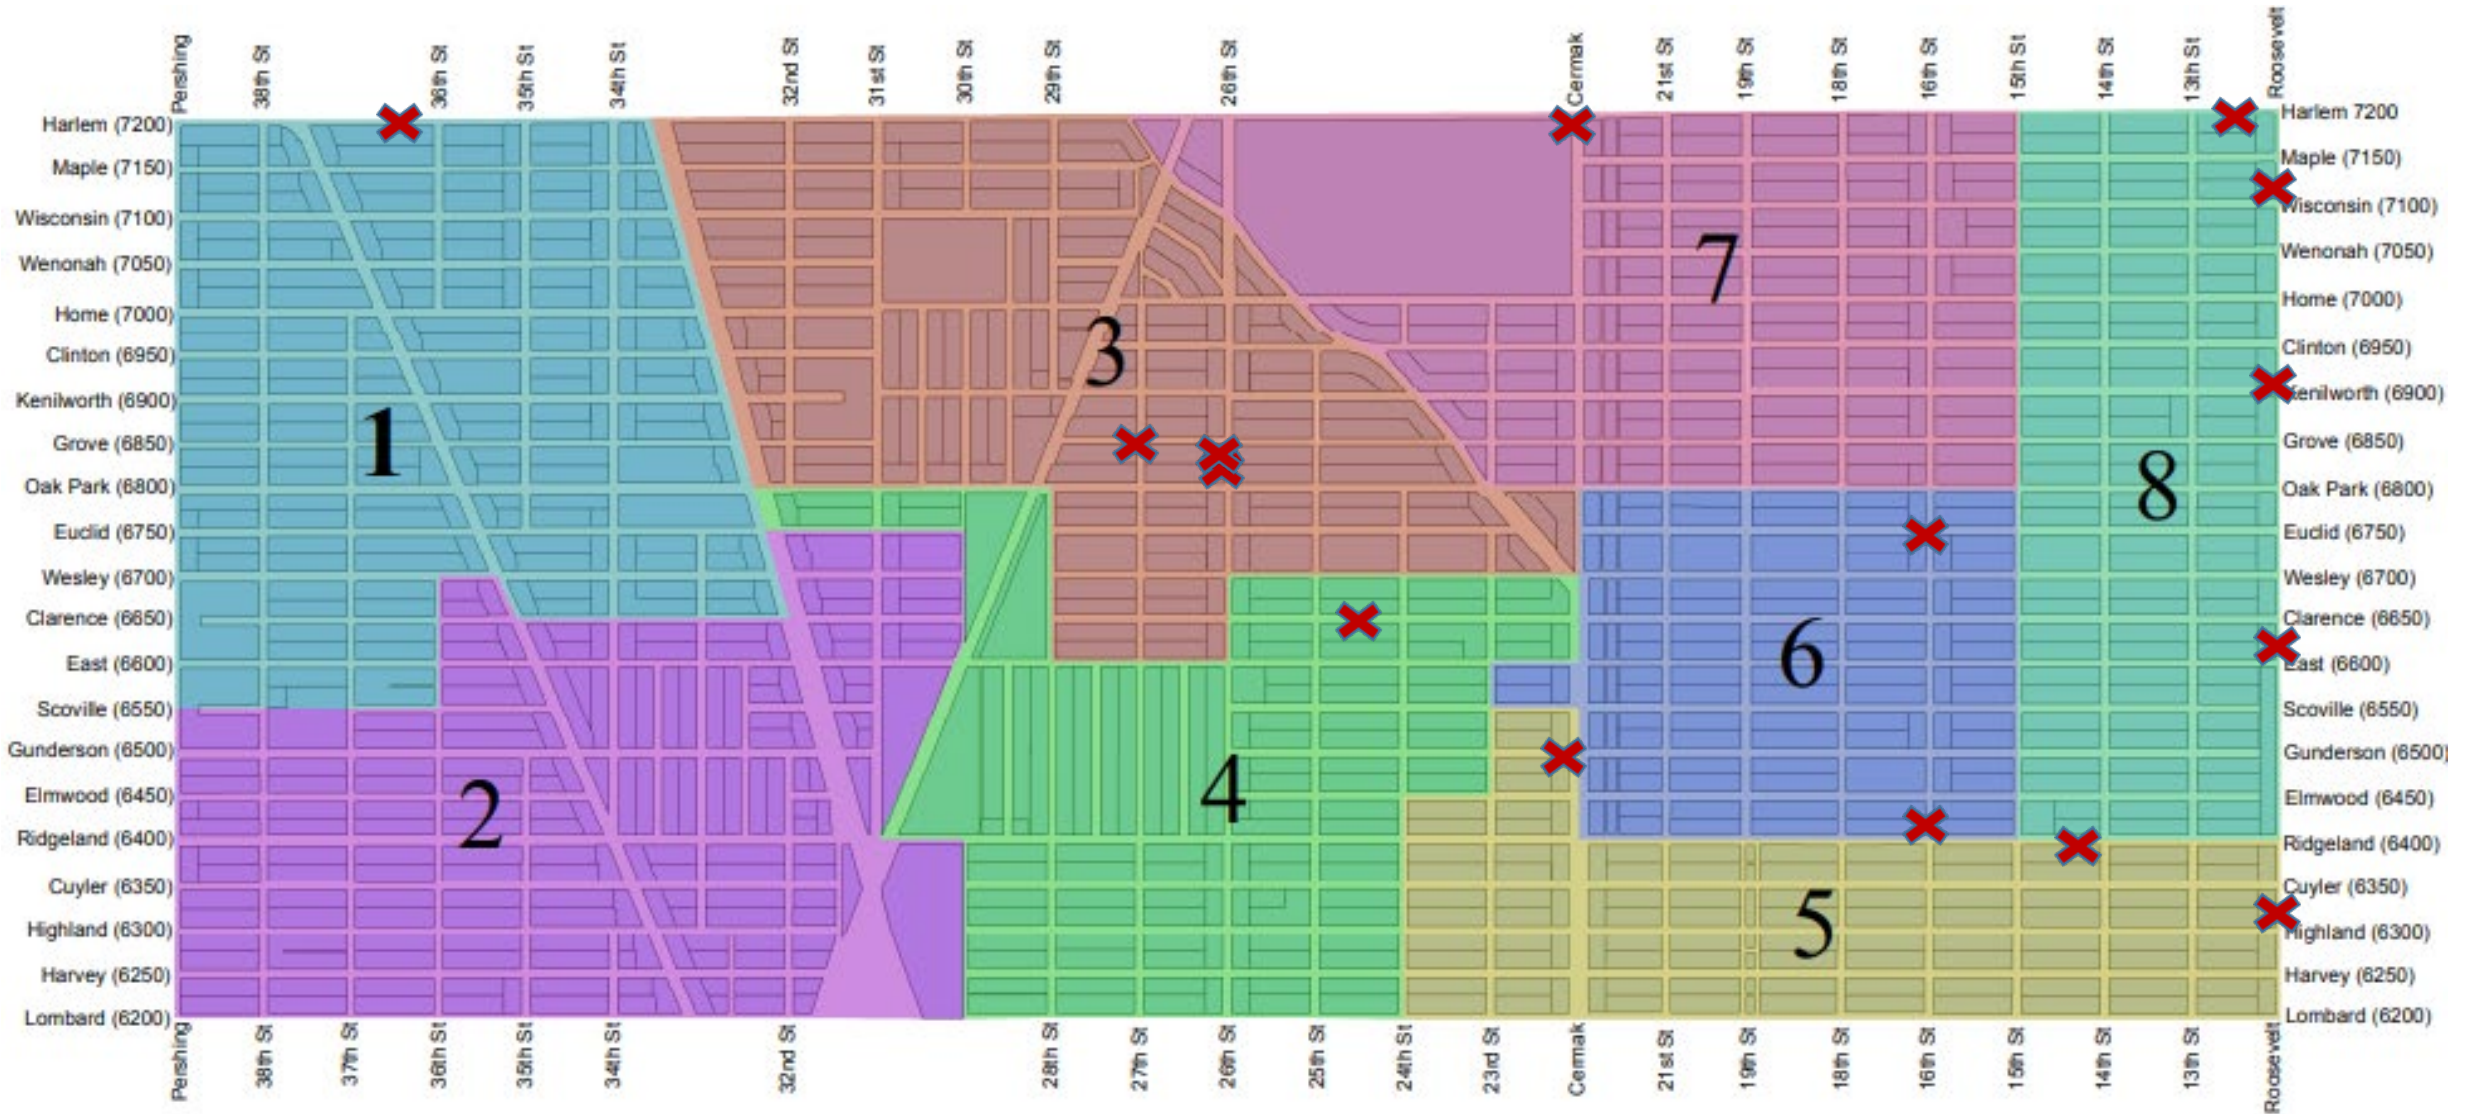 Pershing
38th St
36th St
35th St
34th St
32nd St
31st St
30th St
29th St
26th St
Cermak
21st St
19th St
18th St
16th St
15th St
14th St
13th St
Roosevelt
Harlem (7200)
Maple (7150)
Wisconsin (7100)
Wenonah (7050)
Home (7000)
Clinton (6950)
Kenilworth (6900)
Grove (6850)
Oak Park (6800)
Euclid (6750)
Wesley (6700)
Clarence (6650)
East (6600)
Scoville (6550)
Gunderson (6500)
Elmwood (6450)
Ridgeland (6400)
Cuyler (6350)
Highland (6300)
Harvey (6250)
Lombard (6200)
1
2
3
4
5
6
7
8
Harlem 7200
Maple (7150)
Wisconsin (7100)
Wenonah (7050)
Home (7000)
Clinton (6950)
Kenilworth (6900)
Grove (6850)
Oak Park (6800)
Euclid (6750)
Wesley (6700)
Clarence (6650)
East (6600)
Scoville (6550)
Gunderson (6500)
Elmwood (6450)
Ridgeland (6400)
Cuyler (6350)
Highland (6300)
Harvey (6250)
Lombard (6200)
Pershing
38th St
37th St
36th St
35th St
34th St
32nd St
28th St
27th St
26th St
25th St
24th St
23rd St
Cermak
21st St
19th St
18th St
16th St
15th St
14th St
13th St
Roosevelt